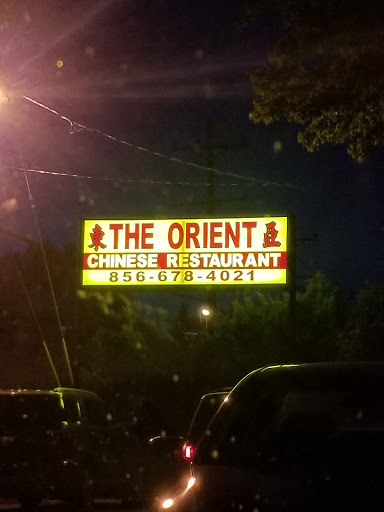 東 THE ORIENT 亞
CHINESE RESTAURANT
856-678-4021